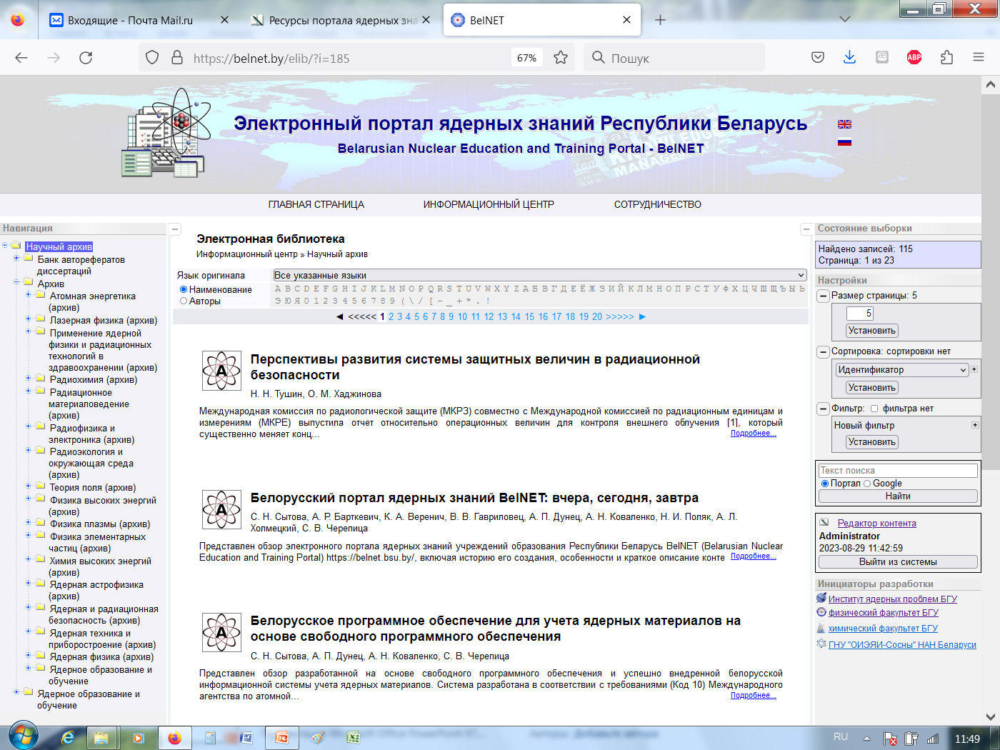 Входящие - Почта Mail.ru
Ресурсы портала ядерных зна
BelNET
https://belnet.by/elib/?i=185
67%
Пошук
ABP
Электронный портал ядерных знаний Республики Беларусь
Belarusian Nuclear Education and Training Portal - BelNET
ГЛАВНАЯ СТРАНИЦА
ИНФОРМАЦИОННЫЙ ЦЕНТР
СОТРУДНИЧЕСТВО
Навигация
Научный архив
Банк авторефератов
диссертаций
Архив
Атомная энергетика
(архив)
Лазерная физика (архив)
Применение ядерной
физики и радиационных
технологий в
здравоохранении (архив)
Радиохимия (архив)
Радиационное
материаловедение
(архив)
Радиофизика и
электроника (архив)
Радиоэкология и
окружающая среда
(архив)
Теория поля (архив)
Физика высоких энергий
(архив)
Физика плазмы (архив)
Физика элементарных
частиц (архив)
Химия высоких энергий
(архив)
Ядерная астрофизика
(архив)
Ядерная и радиационная
безопасность (архив)
Ядерная техника и
приборостроение (архив)
Ядерная физика (архив)
Ядерное образование и
обучение
Ядерное образование и
обучение
Электронная библиотека
Информационный центр » Научный архив
Язык оригинала
Все указанные языки
Наименование
Авторы
A B C D E F G H I J K L M N O P Q R S T U V W X Y Z А Б В Г Д Е Ё Ж З И Й К Л М Н О П Р С Т У Ф Х Ц Ч Ш Щ Ъ Ы Ь
Э Ю Я 0 1 2 3 4 5 6 7 8 9 ( \ / [ - _ + * . !
◄ <<<<< 1 2 3 4 5 6 7 8 9 10 11 12 13 14 15 16 17 18 19 20 >>>>> ►
Перспективы развития системы защитных величин в радиационной
безопасности
Н. Н. Тушин, О. М. Хаджинова
Международная комиссия по радиологической защите (МКРЗ) совместно с Международной комиссией по радиационным единицам и
измерениям (МКРЕ) выпустила отчет относительно операционных величин для контроля внешнего облучения [1], который
существенно меняет конц...
Подробнее...
Белорусский портал ядерных знаний BelNET: вчера, сегодня, завтра
С. Н. Сытова, А. Р. Барткевич, К. А. Веренич, В. В. Гавриловец, А. П. Дунец, А. Н. Коваленко, Н. И. Поляк, А. Л.
Холмецкий, С. В. Черепица
Представлен обзор электронного портала ядерных знаний учреждений образования Республики Беларусь BelNET (Belarusian Nuclear
Education and Training Portal) https://belnet.bsu.by/, включая историю его создания, особенности и краткое описание конте
Подробнее...
Белорусское программное обеспечение для учета ядерных материалов на
основе свободного программного обеспечения
С. Н. Сытова, А. П. Дунец, А. Н. Коваленко, С. В. Черепица
Представлен обзор разработанной на основе свободного программного обеспечения и успешно внедренной белорусской
информационной системы учета ядерных материалов. Система разработана в соответствии с требованиями (Код 10) Международного
агентства по атомной...
Подробнее...
Состояние выборки
Найдено записей: 115
Страница: 1 из 23
Настройки
Размер страницы: 5
5
Установить
Сортировка: сортировки нет
Идентификатор
Установить
Фильтр: фильтра нет
Новый фильтр
Установить
Текст поиска
Портал Google
Найти
Редактор контента
Administrator
2023-08-29 11:42:59
Выйти из системы
Инициаторы разработки
Институт ядерных проблем БГУ
физический факультет БГУ
химический факультет БГУ
ГНУ "ОИЭЯИ-Сосны" НАН Беларуси
RU
11:49